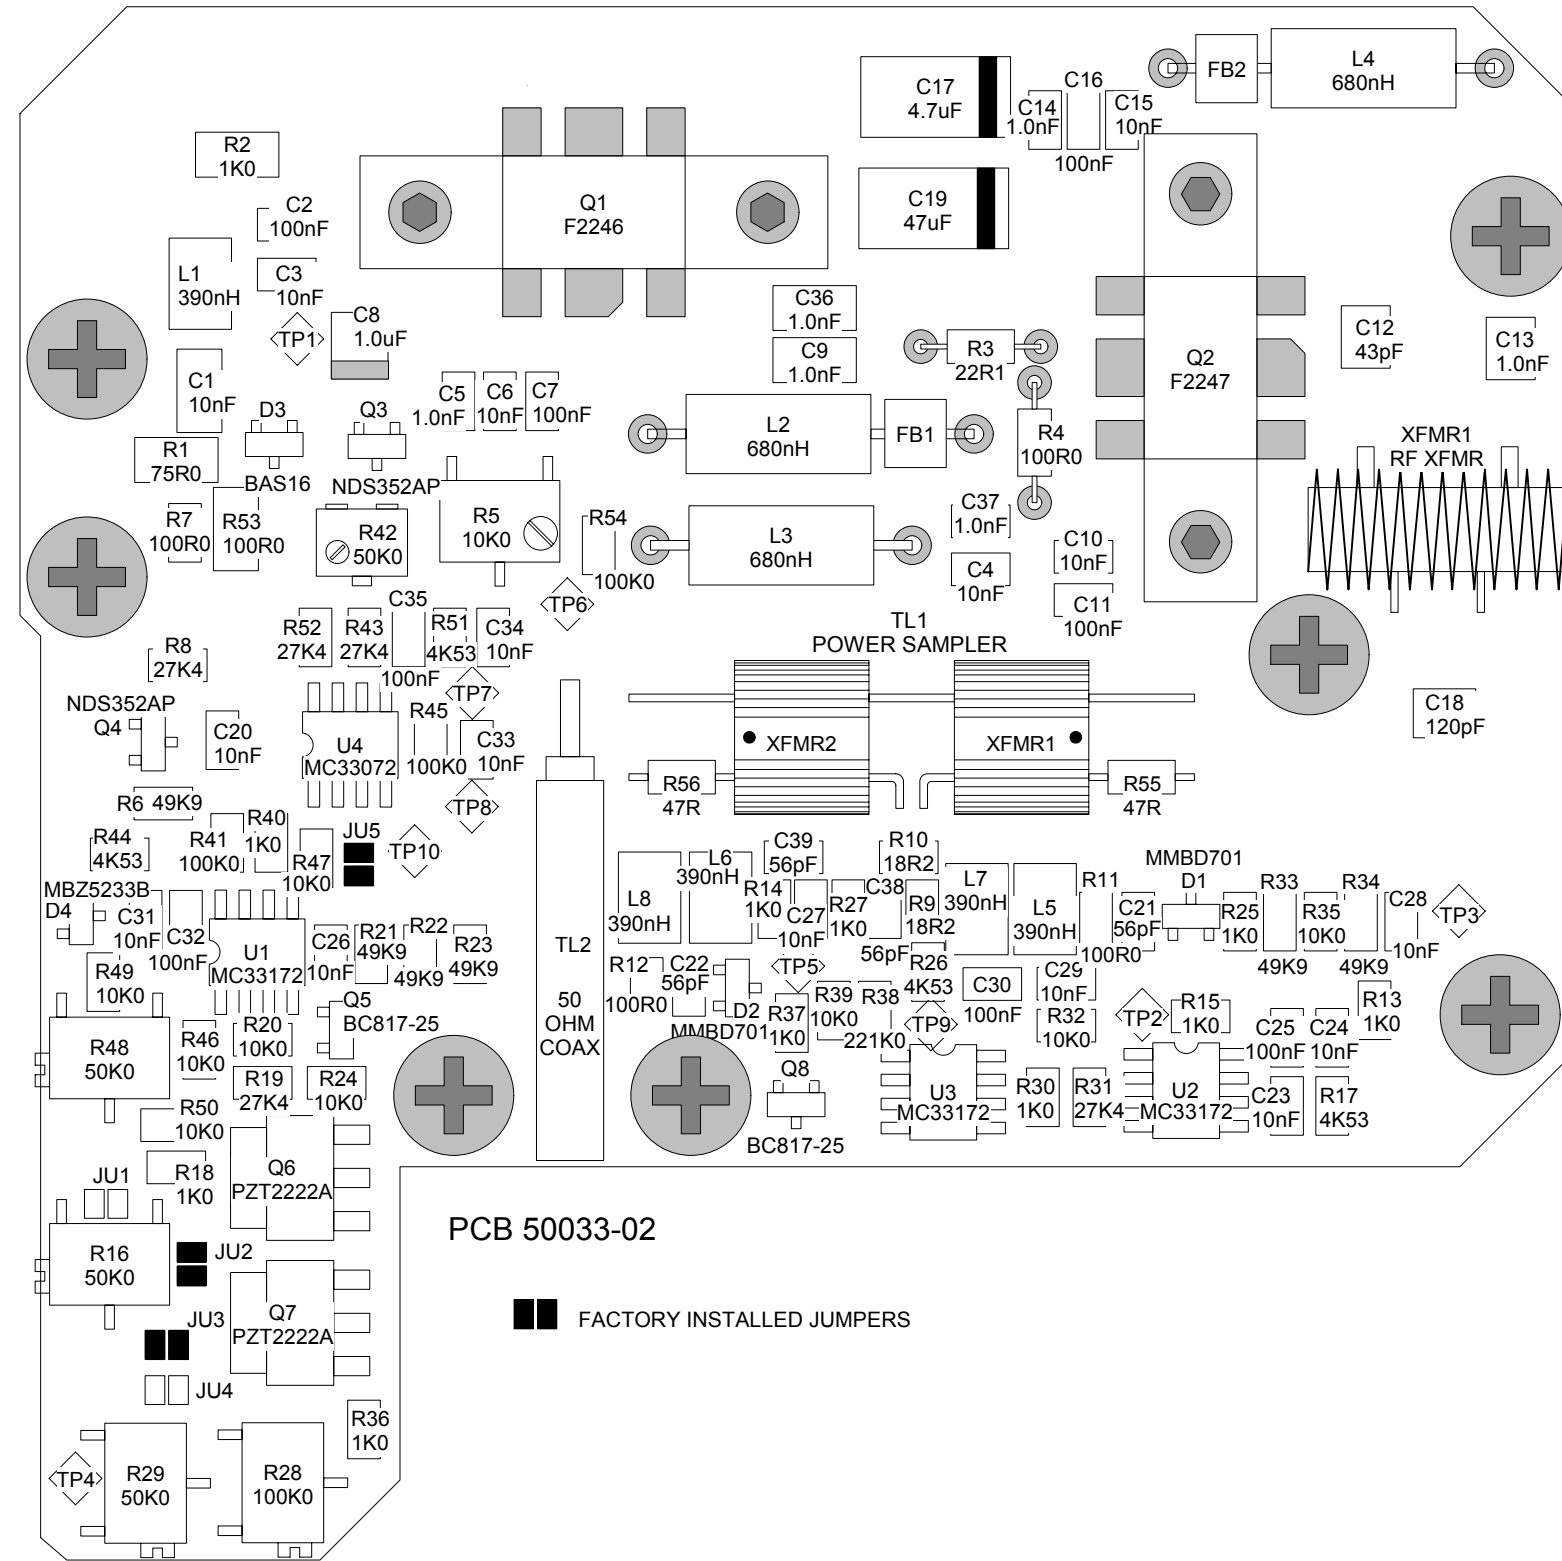 L4
680nH
FB2
C17
4.7uF
C16
100nF
C14
1.0nF
C15
10nF
R2
1K0
C2
100nF
Q1
F2246
C19
47uF
L1
390nH
C3
10nF
TP1
C8
1.0uF
C36
1.0nF
C9
1.0nF
R3
22R1
Q2
F2247
C12
43pF
C13
1.0nF
C1
10nF
D3
BAS16
Q3
NDS352AP
C5
1.0nF
C6
10nF
C7
100nF
L2
680nH
FB1
R4
100R0
XFMR1
RF XFMR
R1
75R0
R7
100R0
R53
100R0
R42
50K0
R5
10K0
R54
100K0
L3
680nH
C37
1.0nF
C4
10nF
C10
10nF
C11
100nF
TP6
R52
27K4
R43
27K4
C35
100nF
R51
4K53
C34
10nF
TL1
POWER SAMPLER
R8
27K4
TP7
NDS352AP
Q4
C20
10nF
U4
MC33072
R45
100K0
C33
10nF
XFMR2
XFMR1
C18
120pF
R56
47R
R55
47R
R6 49K9
TP8
R44
4K53
R41
100K0
R40
1K0
R47
10K0
JU5
TP10
C39
56pF
R10
18R2
MMBD701
D1
L8
390nH
L6
390nH
R14
1K0
C27
10nF
R27
1K0
C38
56pF
R9
18R2
L7
390nH
L5
390nH
R11
100R0
C21
56pF
R25
1K0
R33
49K9
R35
10K0
R34
49K9
C28
10nF
TP3
MBZ5233B
D4
C31
10nF
C32
100nF
U1
MC33172
C26
10nF
R21
49K9
R22
49K9
R23
49K9
TL2
50
OHM
COAX
R49
10K0
R12
100R0
C22
56pF
D2
MMBD701
TP5
R37
1K0
R39
10K0
R38
221K0
R26
4K53
TP9
C30
100nF
C29
10nF
R32
10K0
TP2
R15
1K0
C25
100nF
C24
10nF
R13
1K0
Q5
BC817-25
R48
50K0
R46
10K0
R20
10K0
R19
27K4
R24
10K0
Q8
BC817-25
U3
MC33172
R30
1K0
R31
27K4
U2
MC33172
C23
10nF
R17
4K53
R50
10K0
R18
1K0
Q6
PZT2222A
JU1
R16
50K0
JU2
PCB 50033-02
JU3
Q7
PZT2222A
FACTORY INSTALLED JUMPERS
JU4
R36
1K0
TP4
R29
50K0
R28
100K0